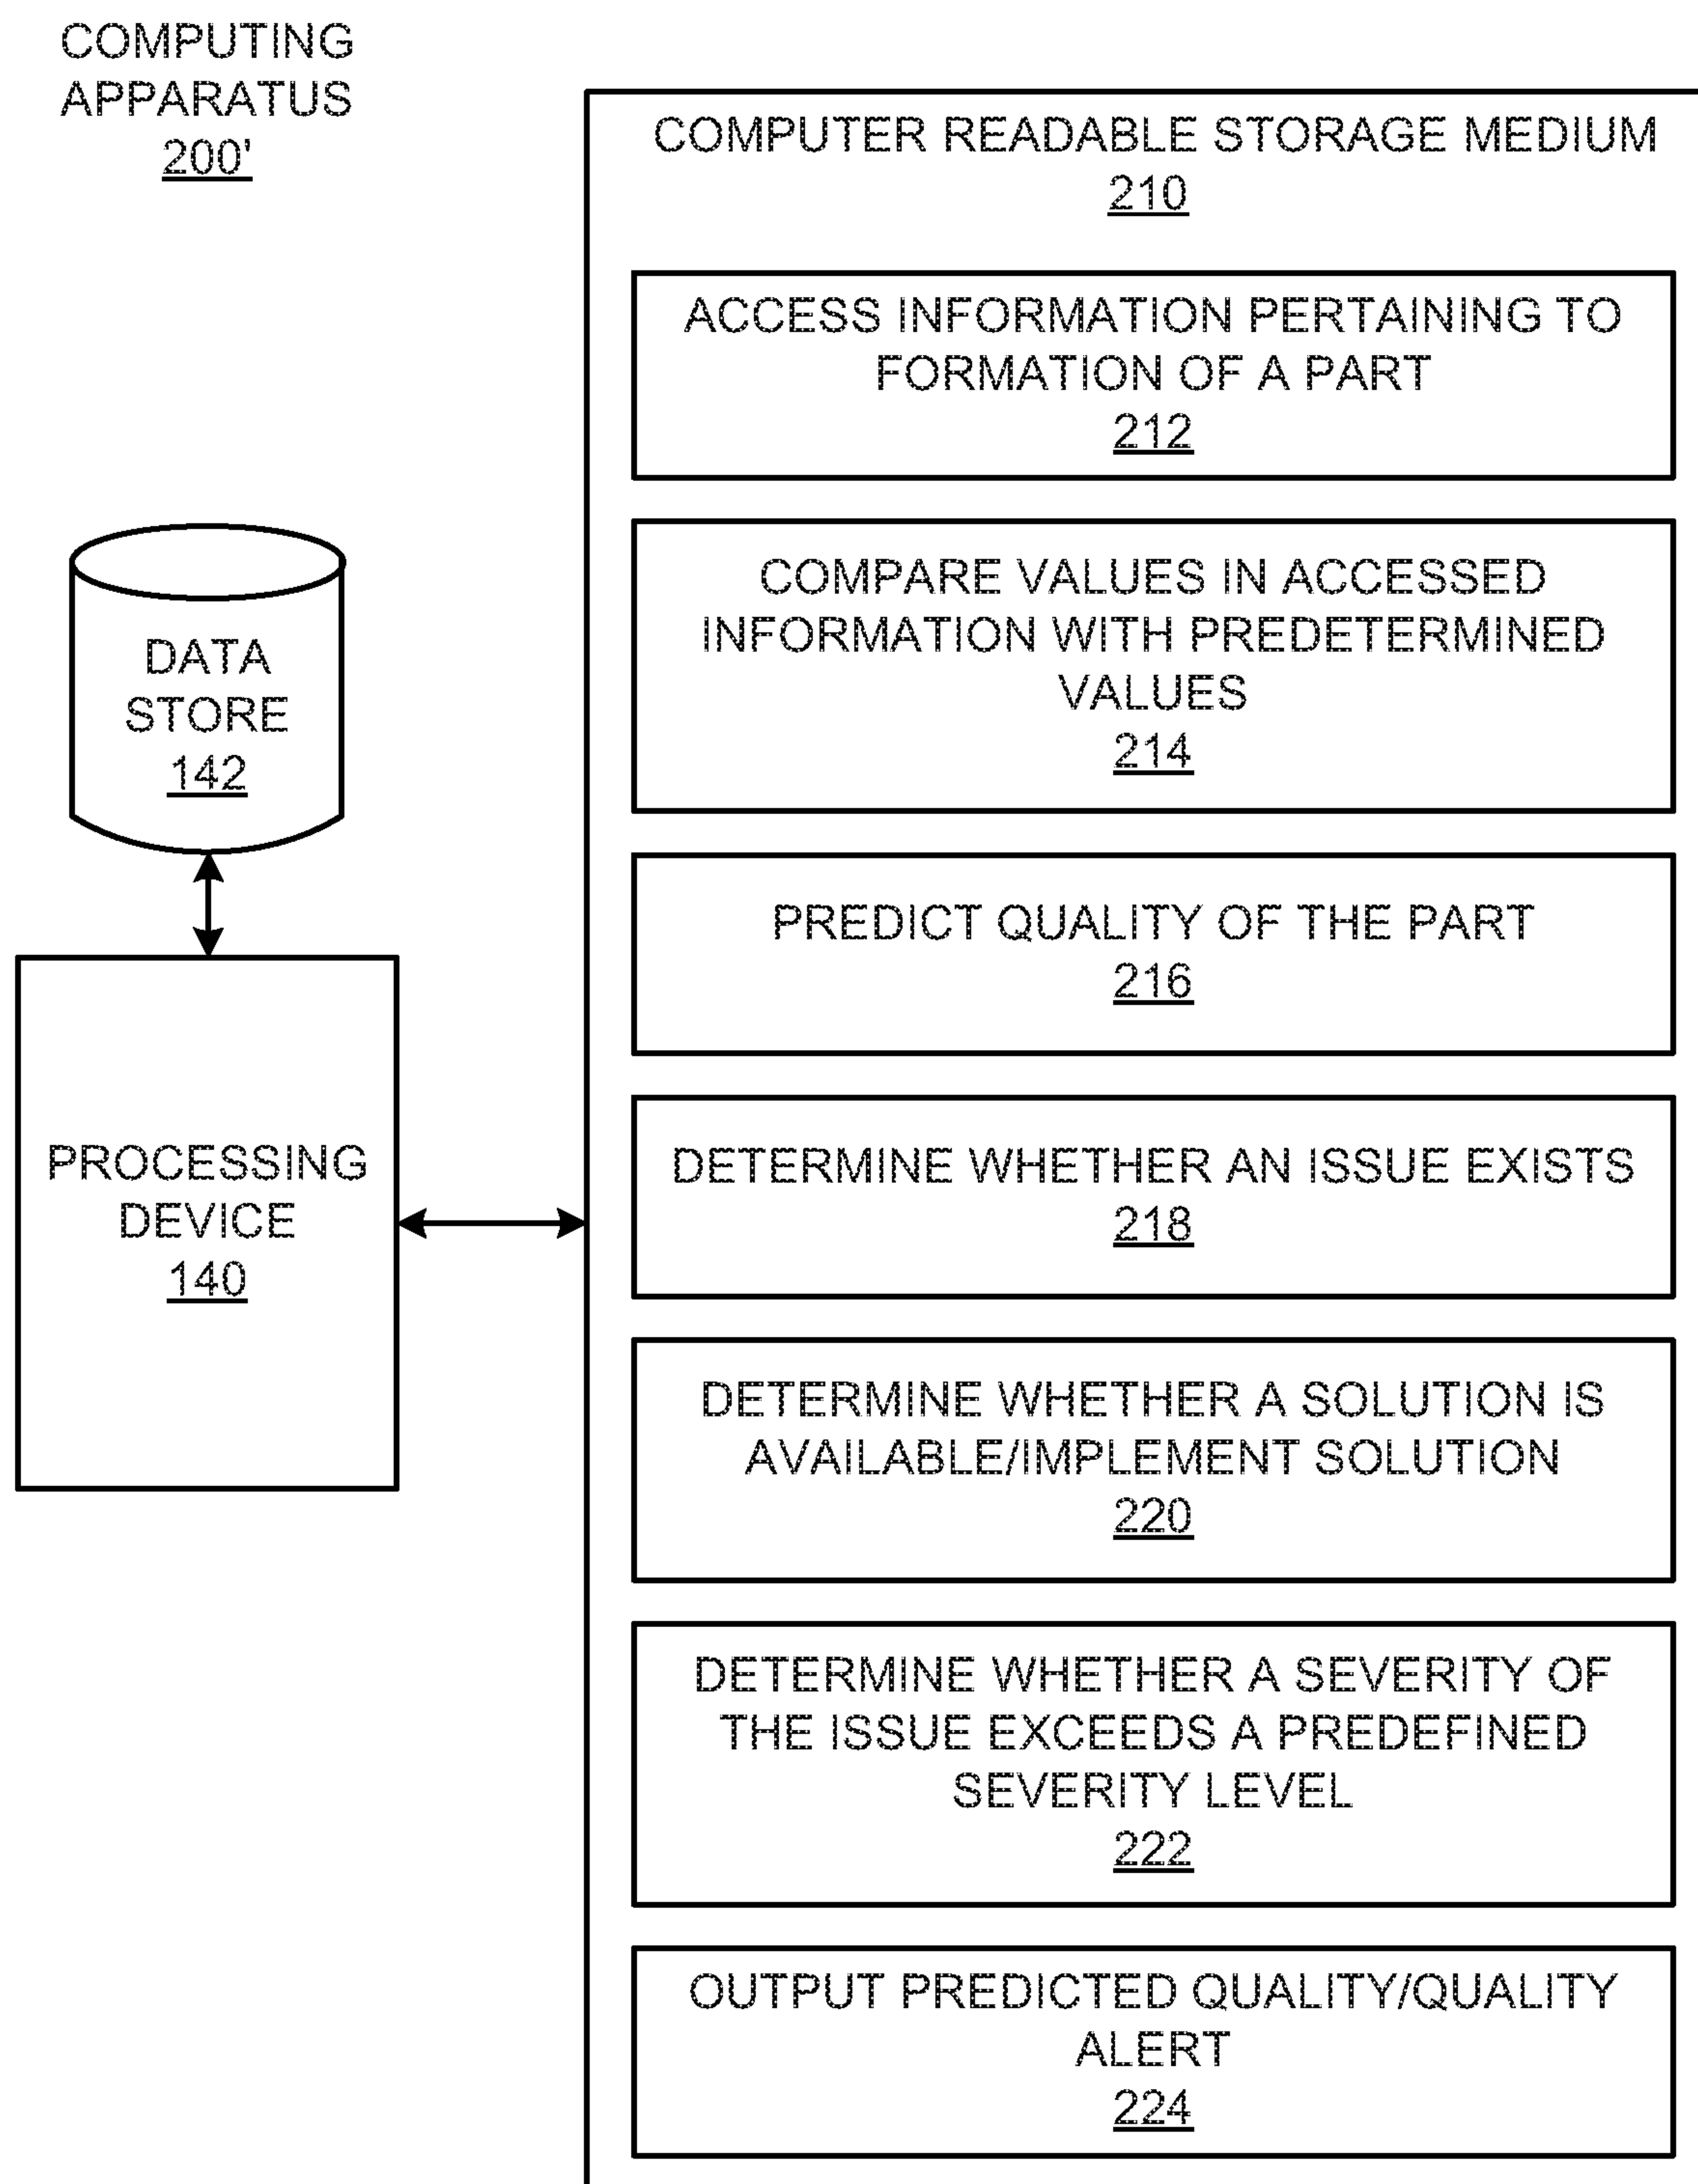 COMPUTING
APPARATUS
200'
COMPUTER READABLE STORAGE MEDIUM
210
ACCESS INFORMATION PERTAINING TO
FORMATION OF A PART
212
COMPARE VALUES IN ACCESSED
INFORMATION WITH PREDETERMINED
VALUES
214
DATA
STORE
142
PREDICT QUALITY OF THE PART
216
PROCESSING
DEVICE
140
DETERMINE WHETHER AN ISSUE EXISTS
218
DETERMINE WHETHER A SOLUTION IS
AVAILABLE/IMPLEMENT SOLUTION
220
DETERMINE WHETHER A SEVERITY OF
THE ISSUE EXCEEDS A PREDEFINED
SEVERITY LEVEL
222
OUTPUT PREDICTED QUALITY/QUALITY
ALERT
224